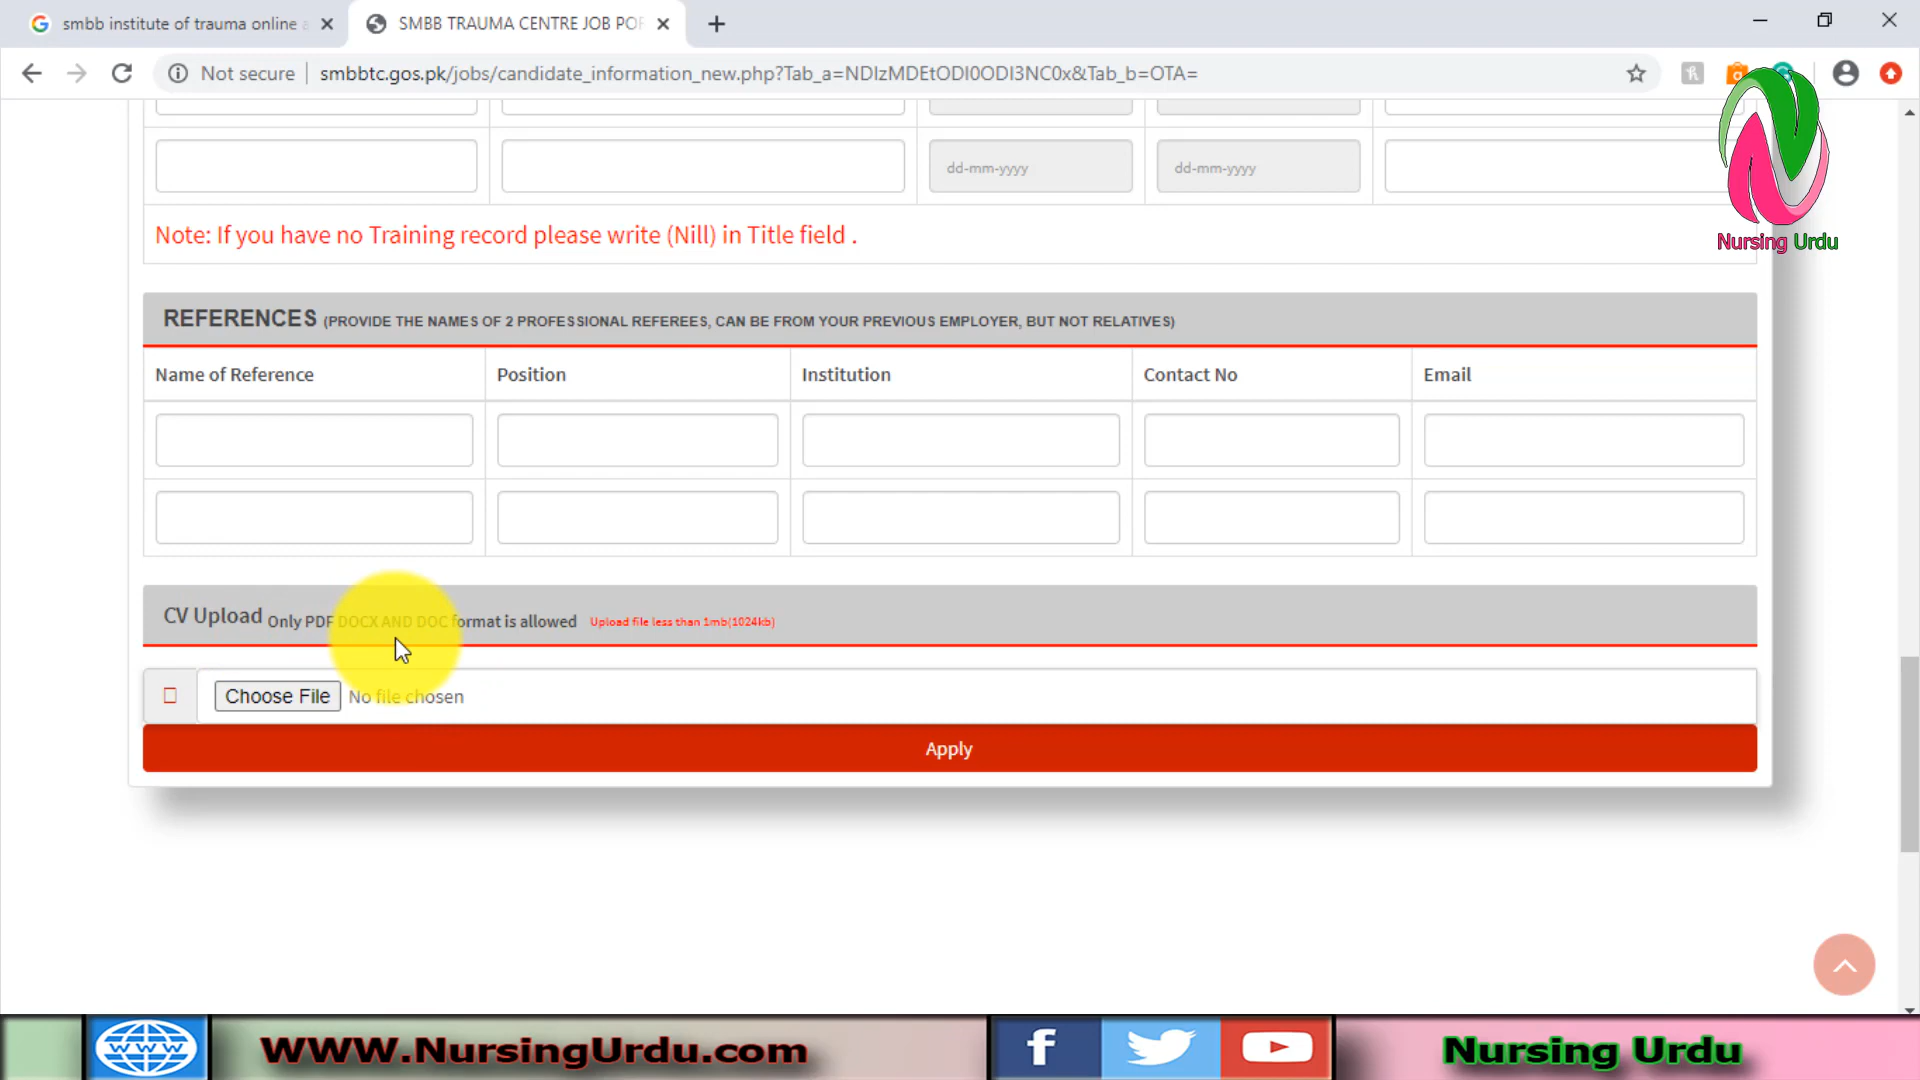 smbb institute of trauma online
SMBB TRAUMA CENTRE JOB POR
Not secure
smbbtc.gos.pk/jobs/candidate_information_new.php?Tab_a=NDIzMDEtODI0ODI3NC0x&Tab_b=OTA=
dd-mm-yyyy
dd-mm-yyyy
Note: If you have no Training record please write (Nill) in Title field .
Nursing Urdu
REFERENCES (PROVIDE THE NAMES OF 2 PROFESSIONAL REFEREES, CAN BE FROM YOUR PREVIOUS EMPLOYER, BUT NOT RELATIVES)
Name of Reference
Position
Institution
Contact No
Email
CV Upload Only PDF DOCX AND DOC format is allowed Upload file less than 1mb(1024kb)
Choose File No file chosen
Apply
WWW
WWW.NursingUrdu.com
Nursing Urdu